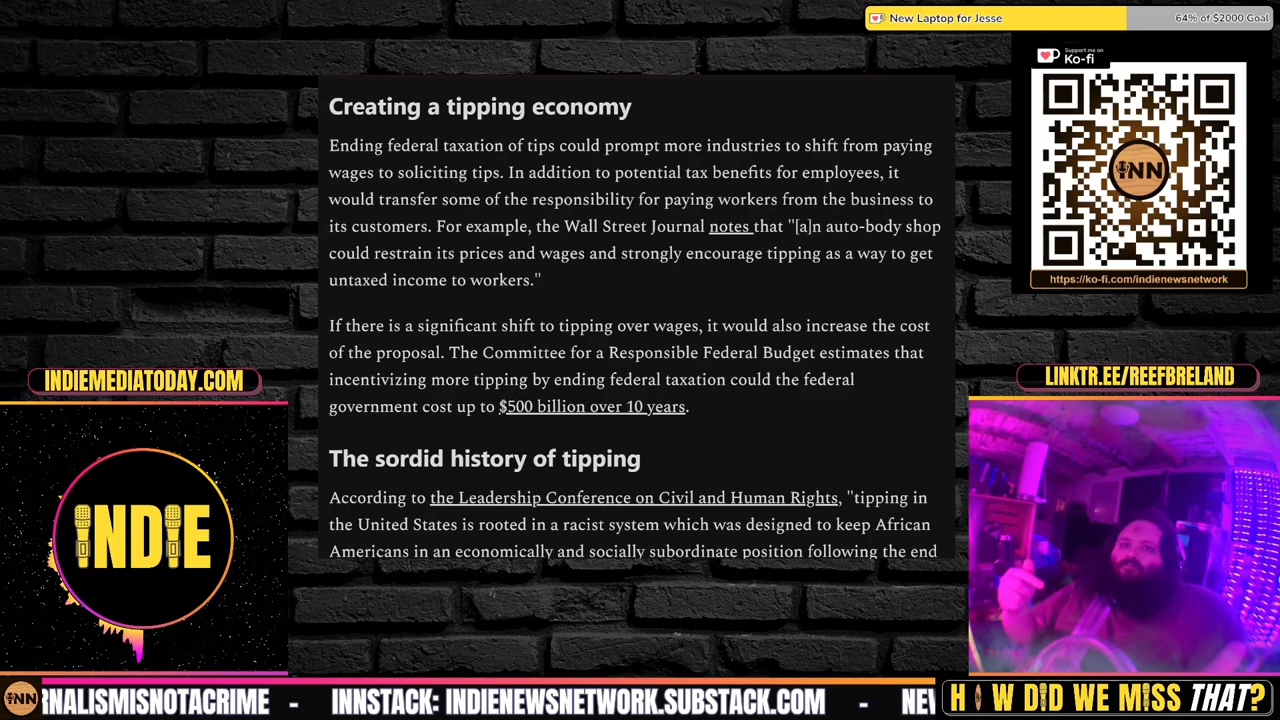 New Laptop for Jesse
64% of $2000 Goal
Support me on
Ko-fi
INN
https://ko-fi.com/indienewsnetwork
Creating a tipping economy
Ending federal taxation of tips could prompt more industries to shift from paying
wages to soliciting tips. In addition to potential tax benefits for employees, it
would transfer some of the responsibility for paying workers from the business to
its customers. For example, the Wall Street Journal notes that "[a]n auto-body shop
could restrain its prices and wages and strongly encourage tipping as a way to get
untaxed income to workers."
If there is a significant shift to tipping over wages, it would also increase the cost
of the proposal. The Committee for a Responsible Federal Budget estimates that
incentivizing more tipping by ending federal taxation could the federal
government cost up to $500 billion over 10 years.
The sordid history of tipping
According to the Leadership Conference on Civil and Human Rights, "tipping in
the United States is rooted in a racist system which was designed to keep African
Americans in an economically and socially subordinate position following the end
INDIEMEDIATODAY.COM
INDIE
LINKTR.EE/REEFBRELAND
INN
RNALISMISNOTACRIME - INNSTACK: INDIENEWSNETWORK.SUBSTACK.COM - NEW
HOW DID WE MISS THAT?